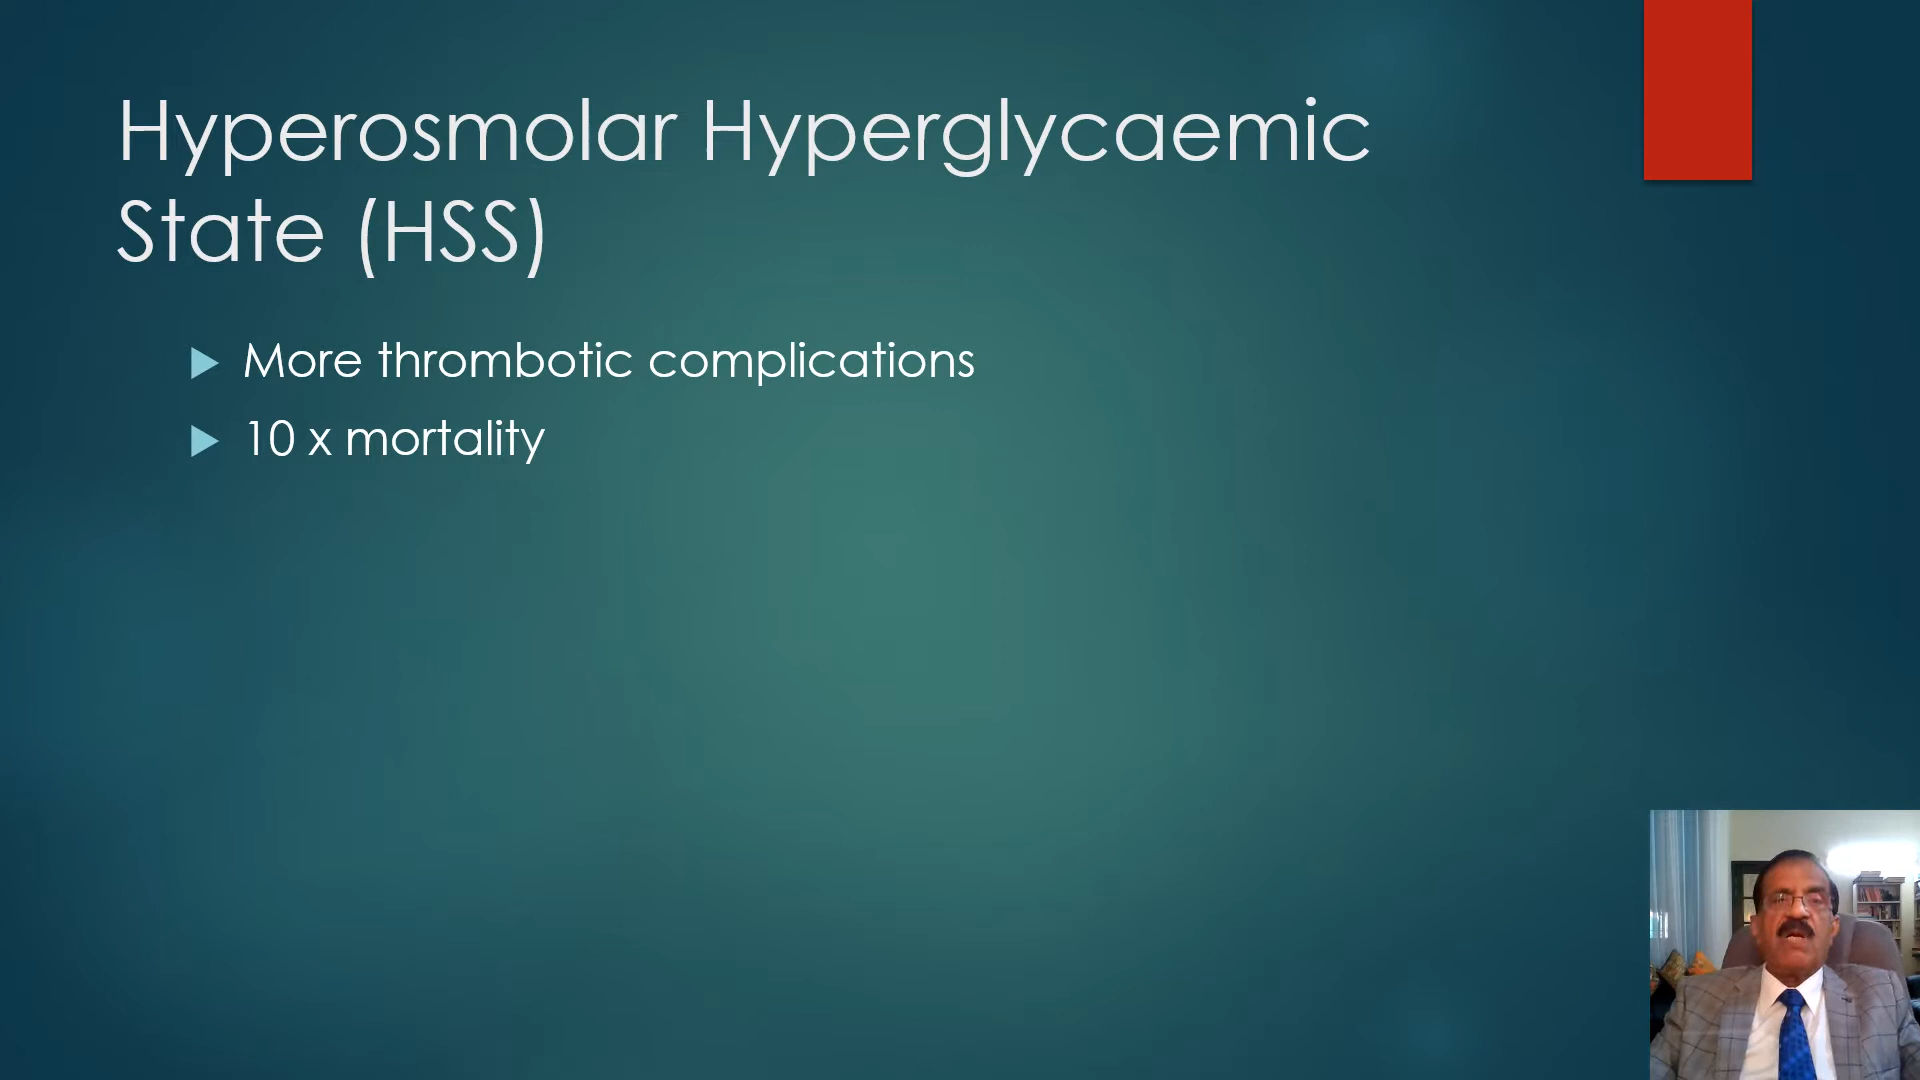 Hyperosmolar Hyperglycaemic
State (HSS)
More thrombotic complications
10 x mortality